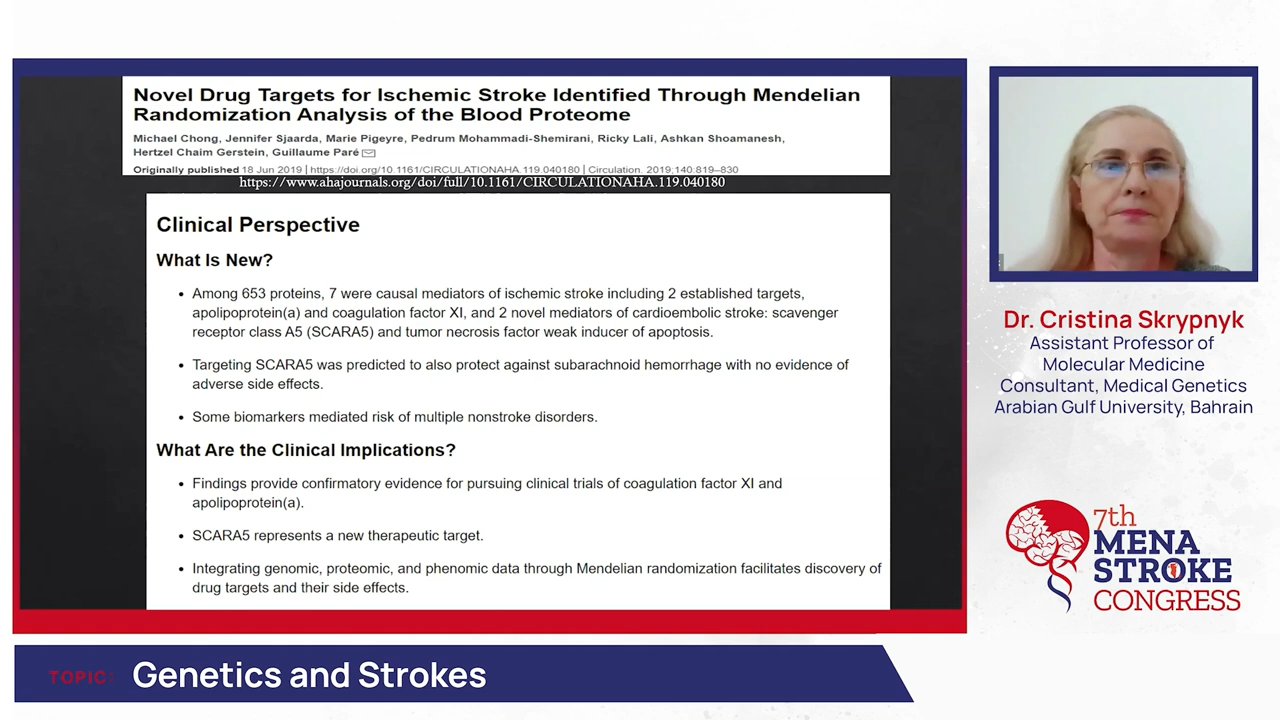 Novel Drug Targets for Ischemic Stroke Identified Through Mendelian
Randomization Analysis of the Blood Proteome
Michael Chong, Jennifer Sjaarda, Marie Pigeyre, Pedrum Mohammadi-Shemirani, Ricky Lali, Ashkan Shoamanesh,
Hertzel Chaim Gerstein, Guillaume Paré
Originally published 18 Jun 2019 | https://doi.org/10.1161/CIRCULATIONAHA.119.040180 | Circulation. 2019;140:819–830
https://www.ahajournals.org/doi/full/10.1161/CIRCULATIONAHA.119.040180
Clinical Perspective
What Is New?
• Among 653 proteins, 7 were causal mediators of ischemic stroke including 2 established targets,
apolipoprotein(a) and coagulation factor XI, and 2 novel mediators of cardioembolic stroke: scavenger
receptor class A5 (SCARA5) and tumor necrosis factor weak inducer of apoptosis.
• Targeting SCARA5 was predicted to also protect against subarachnoid hemorrhage with no evidence of
adverse side effects.
• Some biomarkers mediated risk of multiple nonstroke disorders.
What Are the Clinical Implications?
• Findings provide confirmatory evidence for pursuing clinical trials of coagulation factor XI and
apolipoprotein(a).
• SCARA5 represents a new therapeutic target.
• Integrating genomic, proteomic, and phenomic data through Mendelian randomization facilitates discovery of
drug targets and their side effects.
Dr. Cristina Skrypnyk
Assistant Professor of
Molecular Medicine
Consultant, Medical Genetics
Arabian Gulf University, Bahrain
7th
MENA
STROKE
CONGRESS
TOPIC: Genetics and Strokes